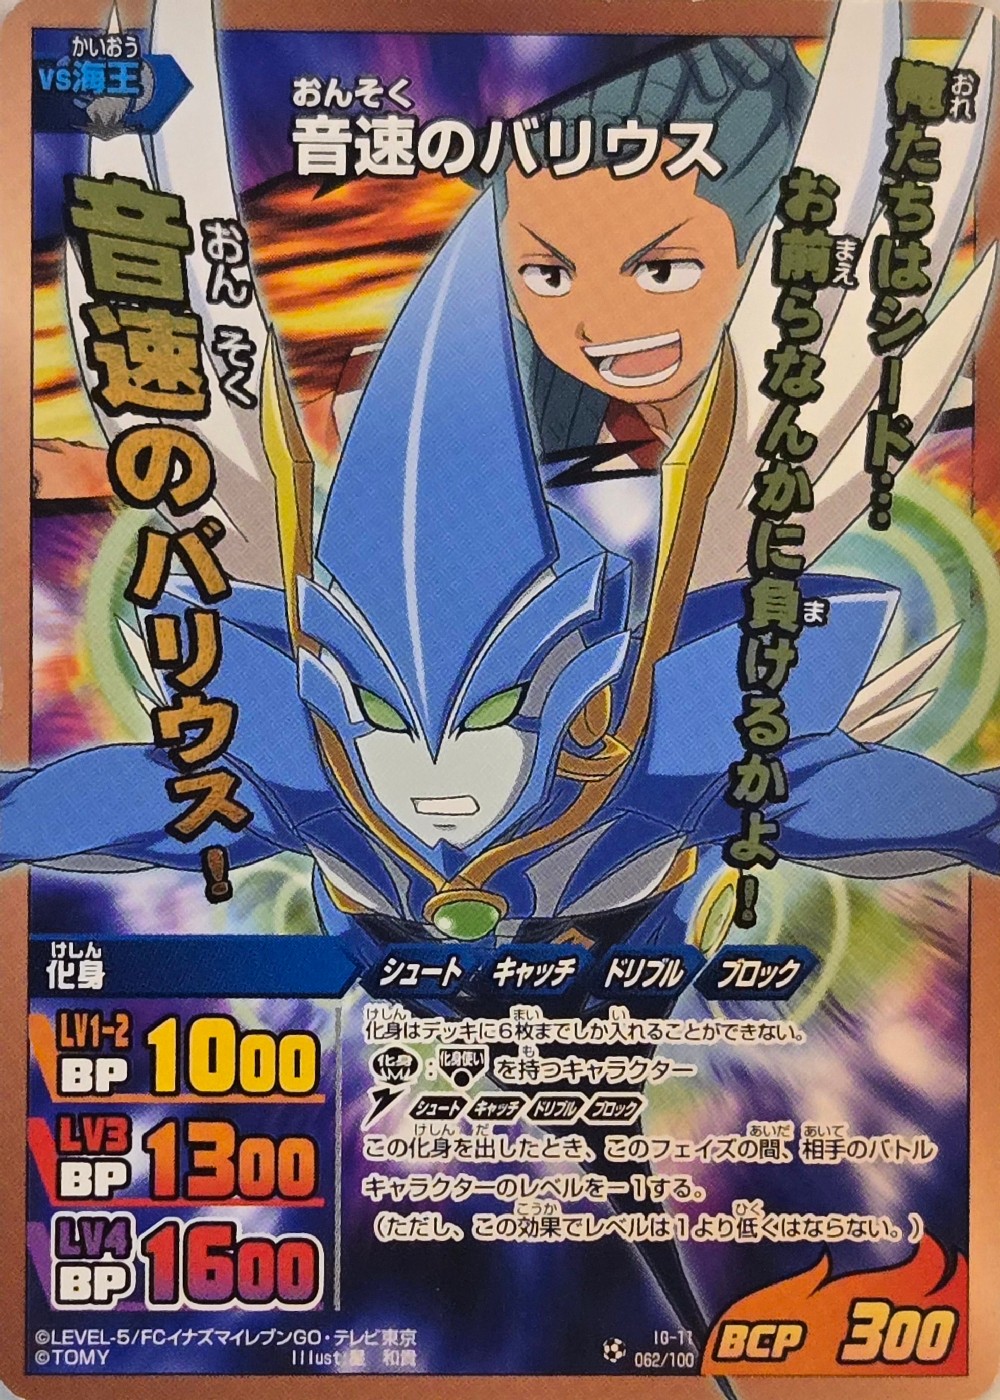 かいおう
VS海王
おんそく
音速のバリウス
俺たちはシード…
おれ
お前らなんかに負けるかよ!
まえ
ま
音速のバリウス!
おん そく
けしん
化身
シュート キャッチ ドリブル ブロック
LV1-2
BP 1000
LV3
BP 1300
LV4
BP 1600
けしん まい い
化身はデッキに6枚までしか入れることができない。
も
化身 : 化身使い を持つキャラクター
シュート キャッチ ドリブル ブロック
けしん だ あいだ あいて
この化身を出したとき、このフェイズの間、相手のバトル
キャラクターのレベルを−1する。
こうか ひく
(ただし、この効果でレベルは1より低くはならない。)
©LEVEL-5/FCイナズマイレブンGO・テレビ東京
©TOMY Illust:星 和貴
IG-11
062/100
BCP 300